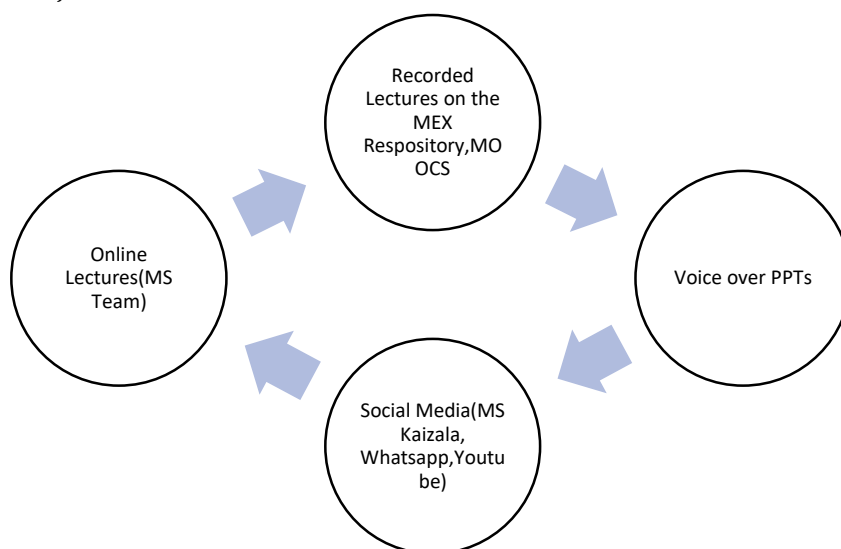 Recorded
Lectures on the
MEX
Respository,MO
OCS
Online
Lectures(MS
Team)
Voice over PPTs
Social Media(MS
Kaizala,
Whatsapp,Youtu
be)